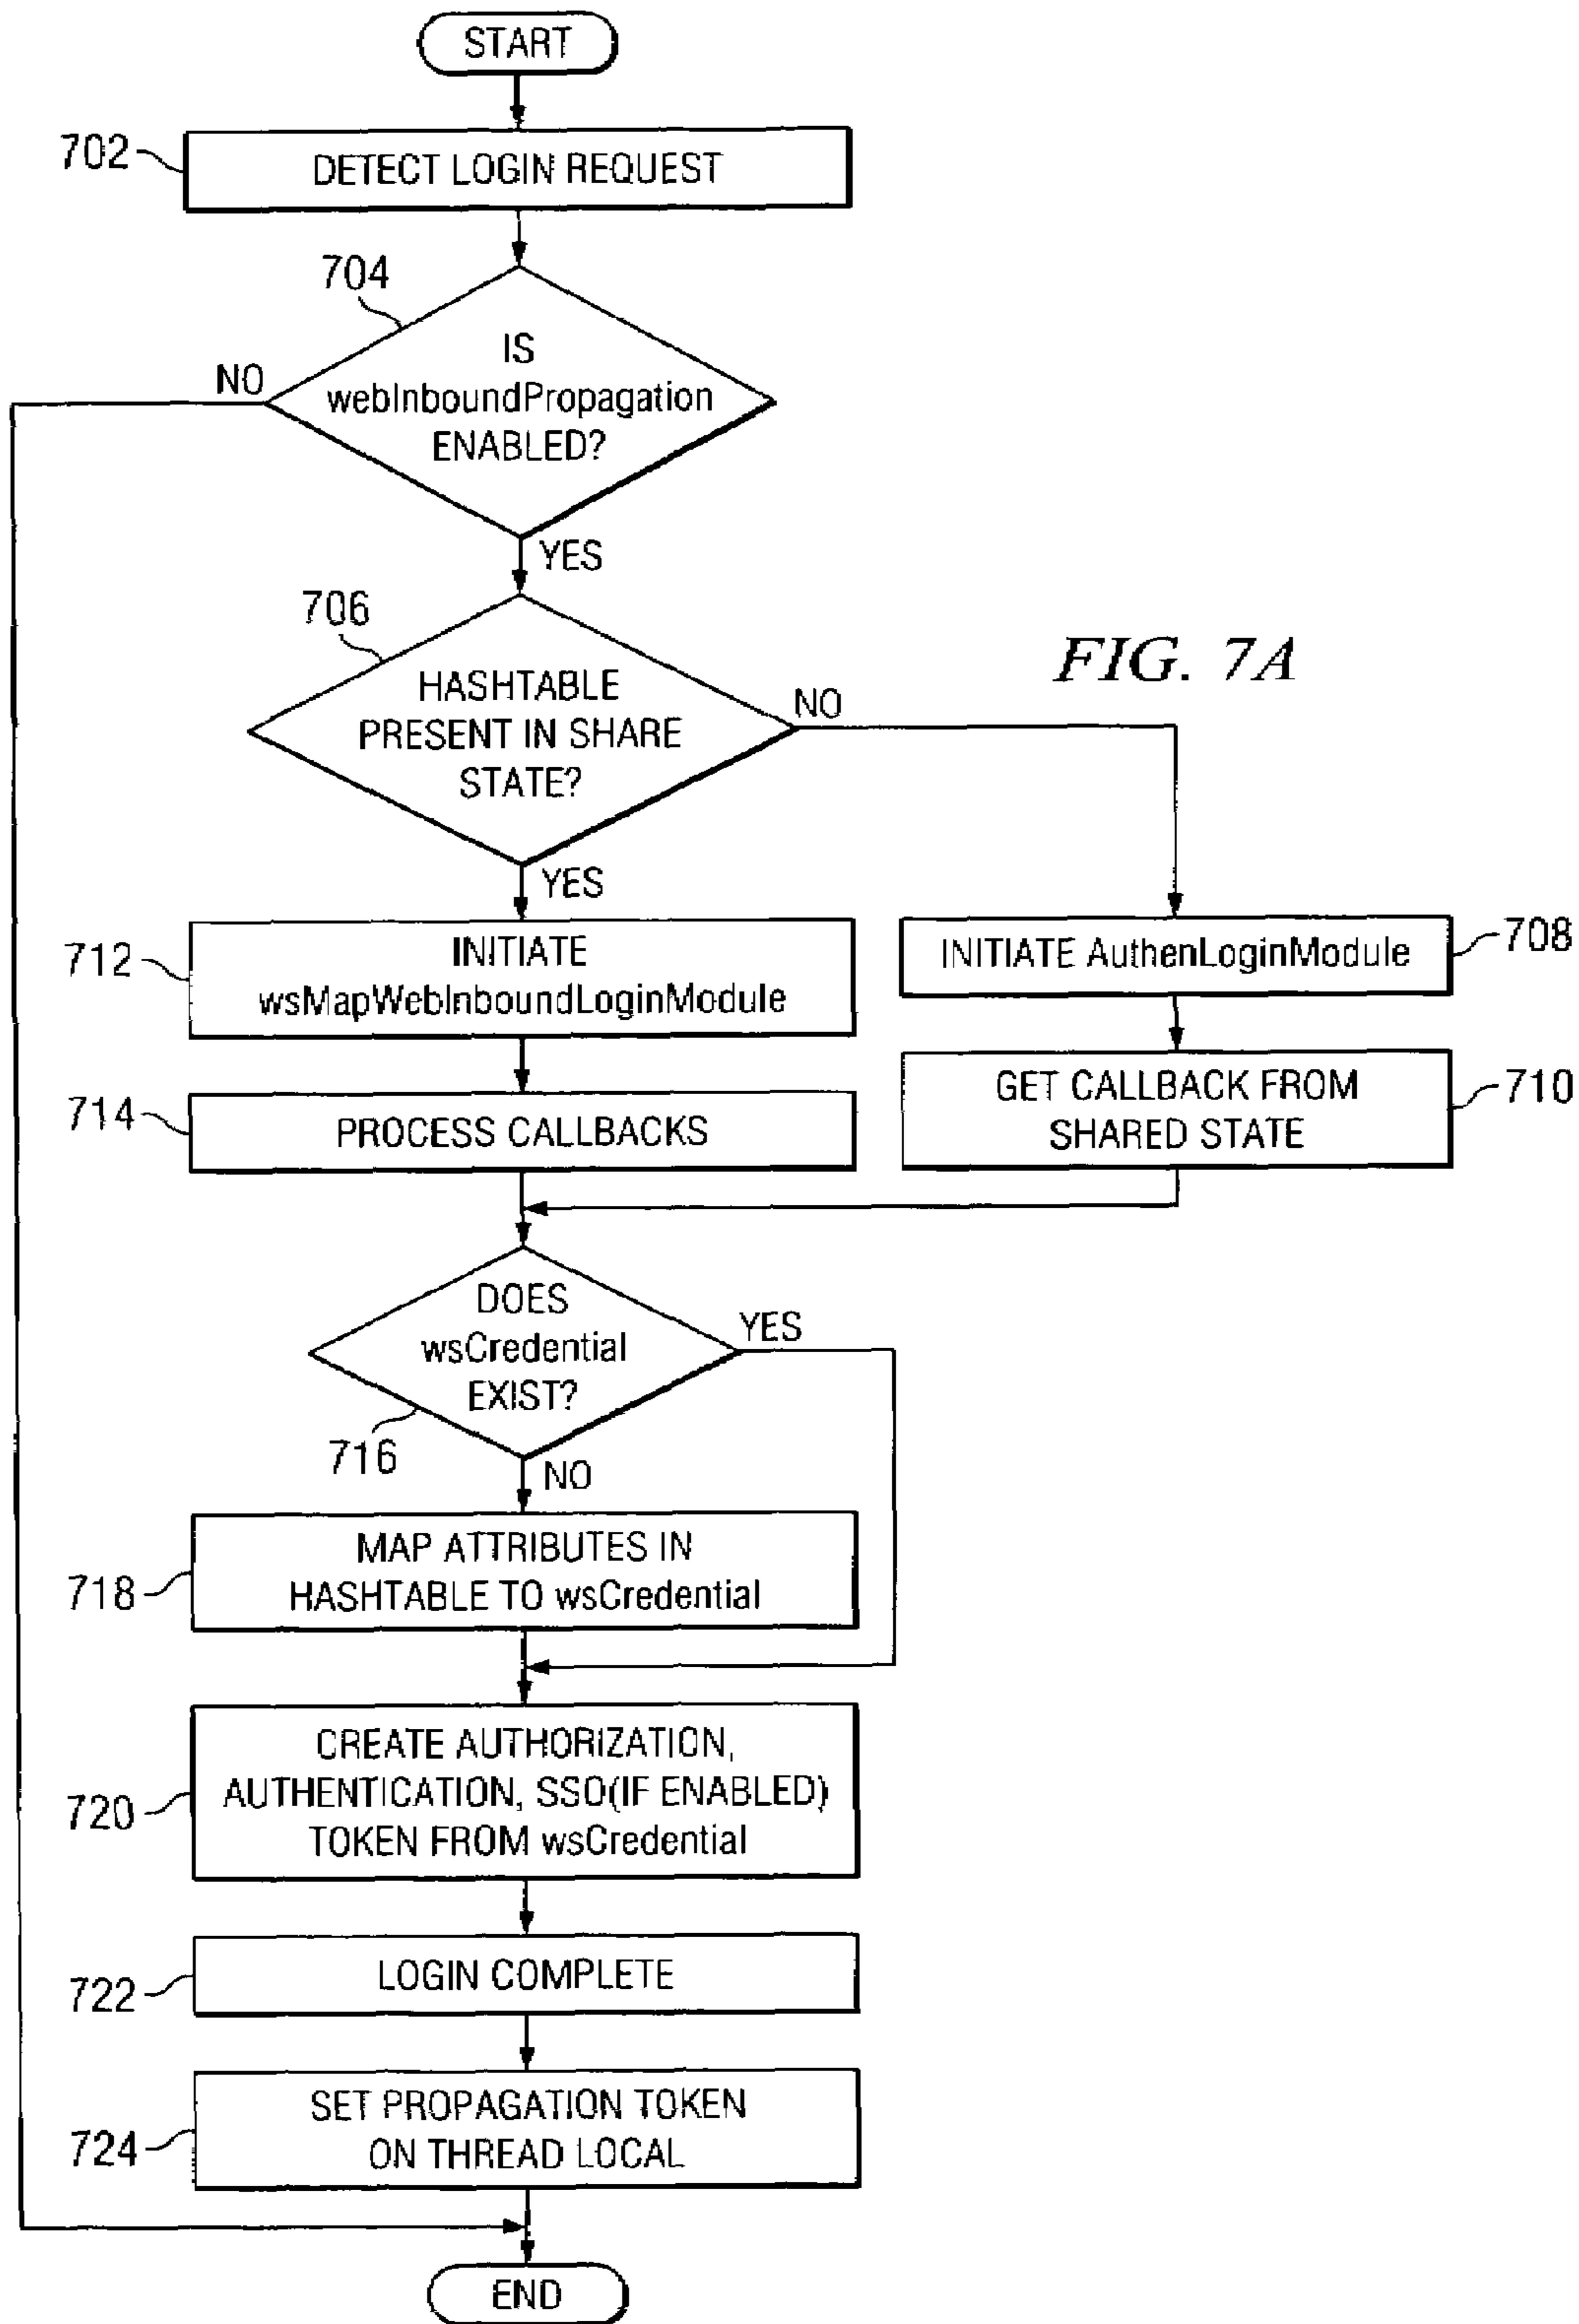 START
702
DETECT LOGIN REQUEST
704
IS
webInboundPropagation
ENABLED?
NO
YES
706
HASHTABLE
PRESENT IN SHARE
STATE?
NO
FIG. 7A
YES
712
INITIATE
wsMapWebInboundLoginModule
INITIATE AuthenLoginModule
708
714
PROCESS CALLBACKS
GET CALLBACK FROM
SHARED STATE
710
DOES
wsCredential
EXIST?
YES
716
NO
718
MAP ATTRIBUTES IN
HASHTABLE TO wsCredential
720
CREATE AUTHORIZATION,
AUTHENTICATION, SSO(IF ENABLED)
TOKEN FROM wsCredential
722
LOGIN COMPLETE
724
SET PROPAGATION TOKEN
ON THREAD LOCAL
END